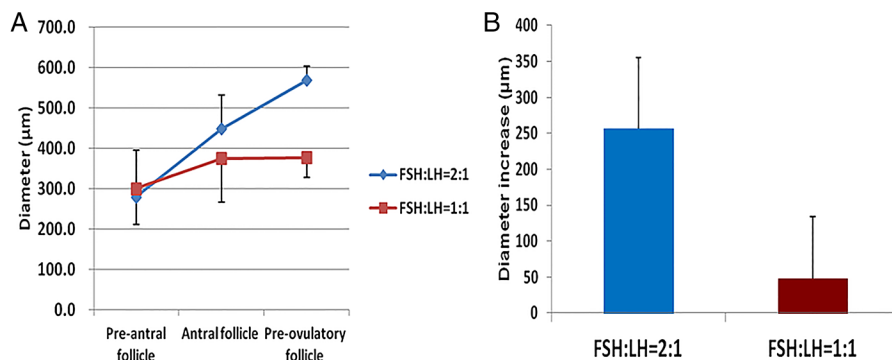 A
Diameter (µm)
700.0
600.0
500.0
400.0
300.0
200.0
100.0
0.0
Pre-antral
follicle
Antral follicle
Pre-ovulatory
follicle
FSH:LH=2:1
FSH:LH=1:1
B
Diameter increase (µm)
400
350
300
250
200
150
100
50
0
FSH:LH=2:1
FSH:LH=1:1